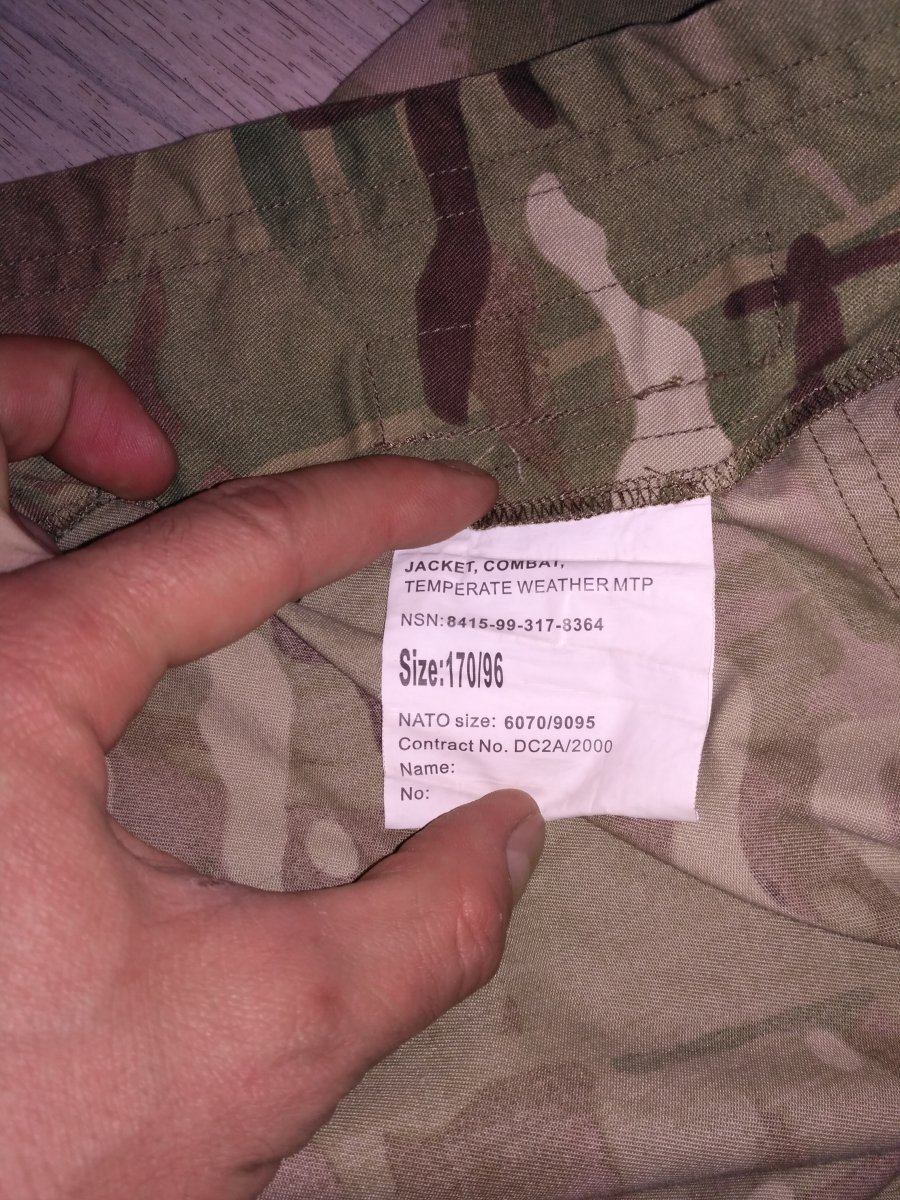 JACKET, COMBAT,
TEMPERATE WEATHER MTP
NSN: 8415-99-317-8364
Size:170/96
NATO size: 6070/9095
Contract No. DC2A/2000
Name:
No: